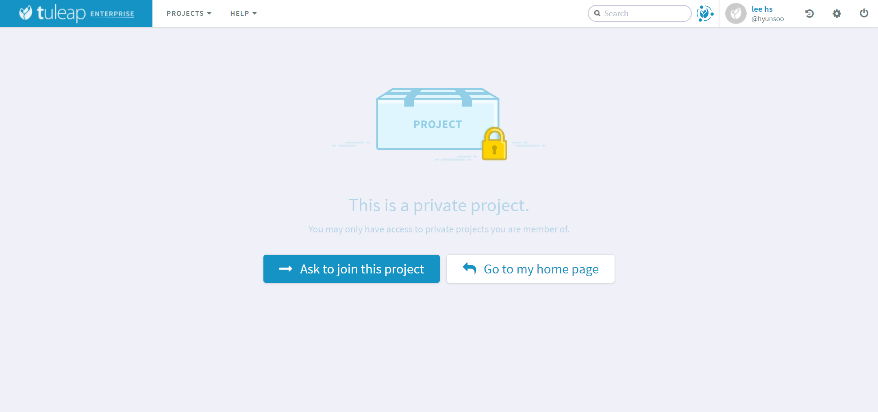 tuleap ENTERPRISE
PROJECTS HELP Search lee hs
@hyunsoo
PROJECT
This is a private project.
You may only have access to private projects you are member of.
Ask to join this project Go to my home page